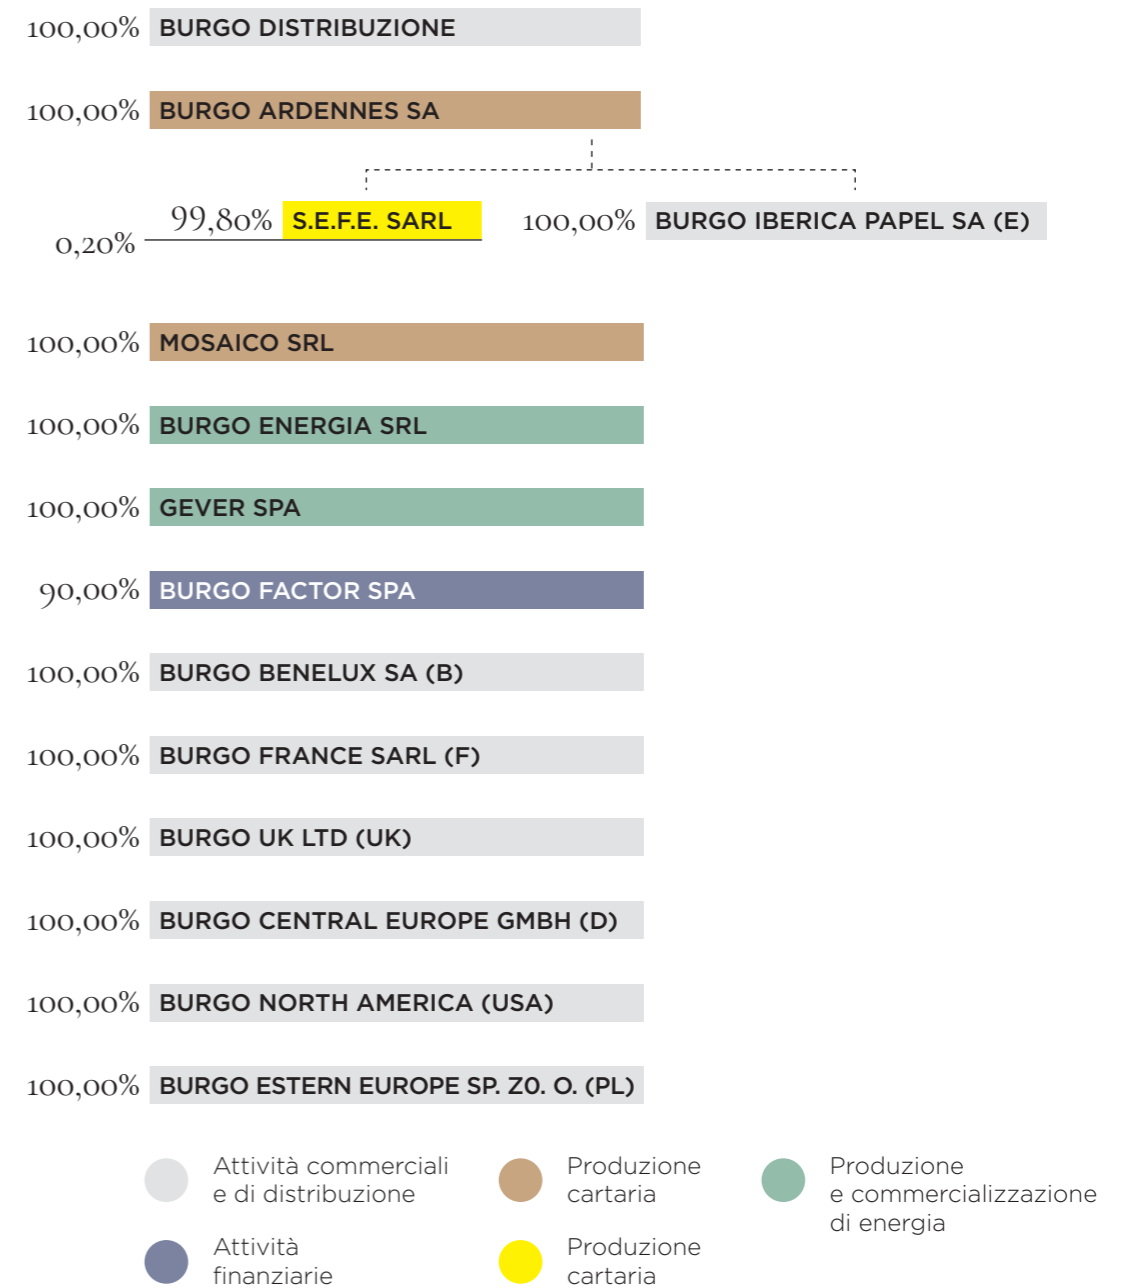 100,00% BURGO DISTRIBUZIONE
100,00% BURGO ARDENNES SA
99,80% S.E.F.E. SARL 100,00% BURGO IBERICA PAPEL SA (E)
0,20%
100,00% MOSAICO SRL
100,00% BURGO ENERGIA SRL
100,00% GEVER SPA
90,00% BURGO FACTOR SPA
100,00% BURGO BENELUX SA (B)
100,00% BURGO FRANCE SARL (F)
100,00% BURGO UK LTD (UK)
100,00% BURGO CENTRAL EUROPE GMBH (D)
100,00% BURGO NORTH AMERICA (USA)
100,00% BURGO ESTERN EUROPE SP. ZO. O. (PL)
Attività commerciali
e di distribuzione
Produzione
cartaria
Produzione
e commercializzazione
di energia
Attività
finanziarie
Produzione
cartaria